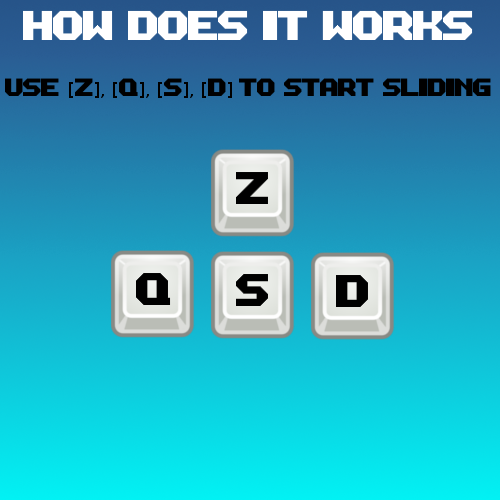 HOW DOES IT WORKS
USE [Z], [Q], [S], [D] TO START SLIDING
Z
Q S D